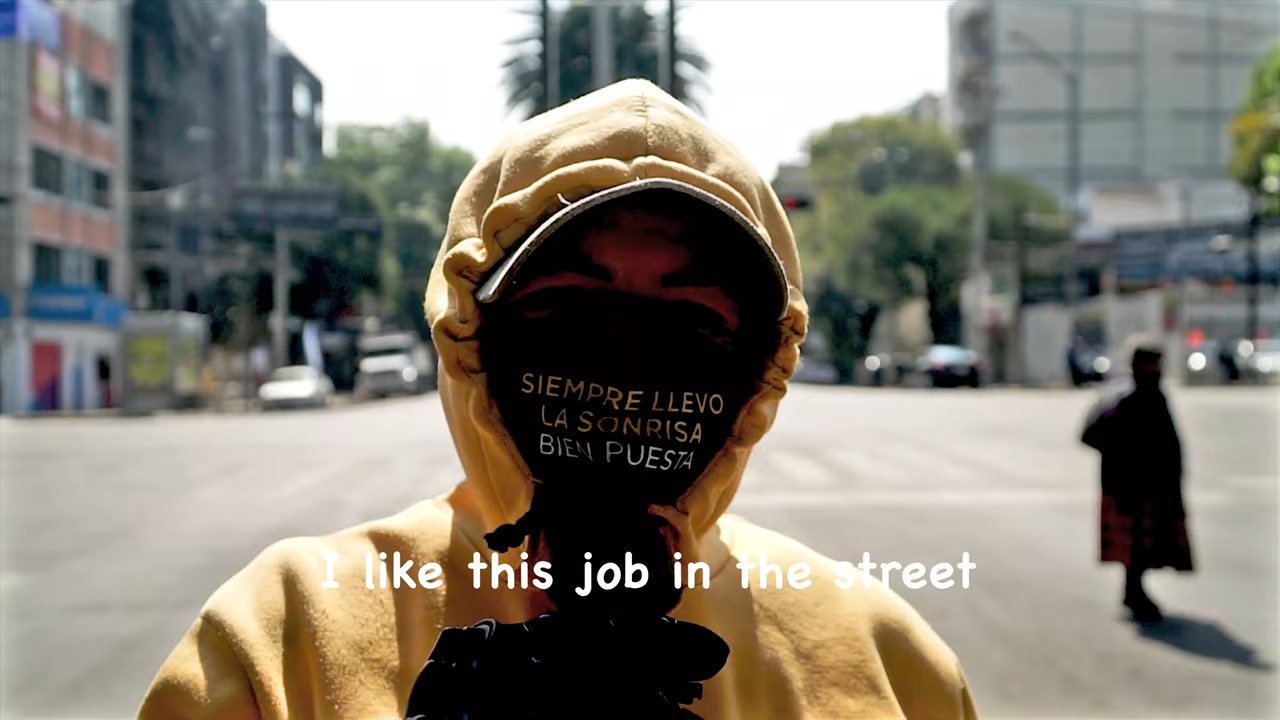 SIEMPRE LLEVO
LA SONRISA
BIEN PUESTA
I like this job in the street